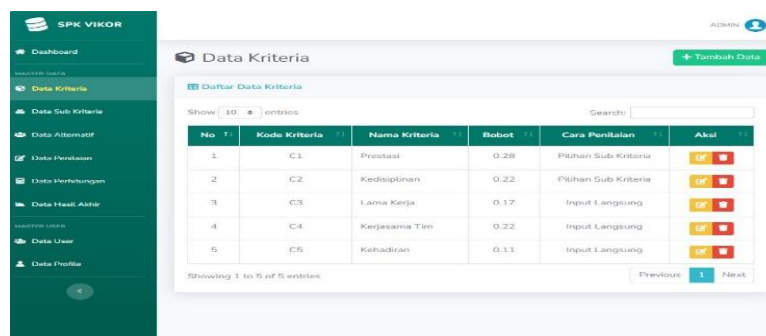 SPK VIKOR
ADMIN
Dashboard
MASTER DATA
Data Kriteria
Data Sub Kriteria
Data Alternatif
Data Penilaian
Data Perhitungan
Data Hasil Akhir
MASTER USER
Data User
Data Profile
Data Kriteria
+ Tambah Data
Daftar Data Kriteria
Show 10 entries
Search:
No Kode Kriteria Nama Kriteria Bobot Cara Penilaian Aksi
1 C1 Prestasi 0.28 Pilihan Sub Kriteria
2 C2 Kedisiplinan 0.22 Pilihan Sub Kriteria
3 C3 Lama Kerja 0.17 Input Langsung
4 C4 Kerjasama Tim 0.22 Input Langsung
5 C5 Kehadiran 0.11 Input Langsung
Showing 1 to 5 of 5 entries
Previous 1 Next